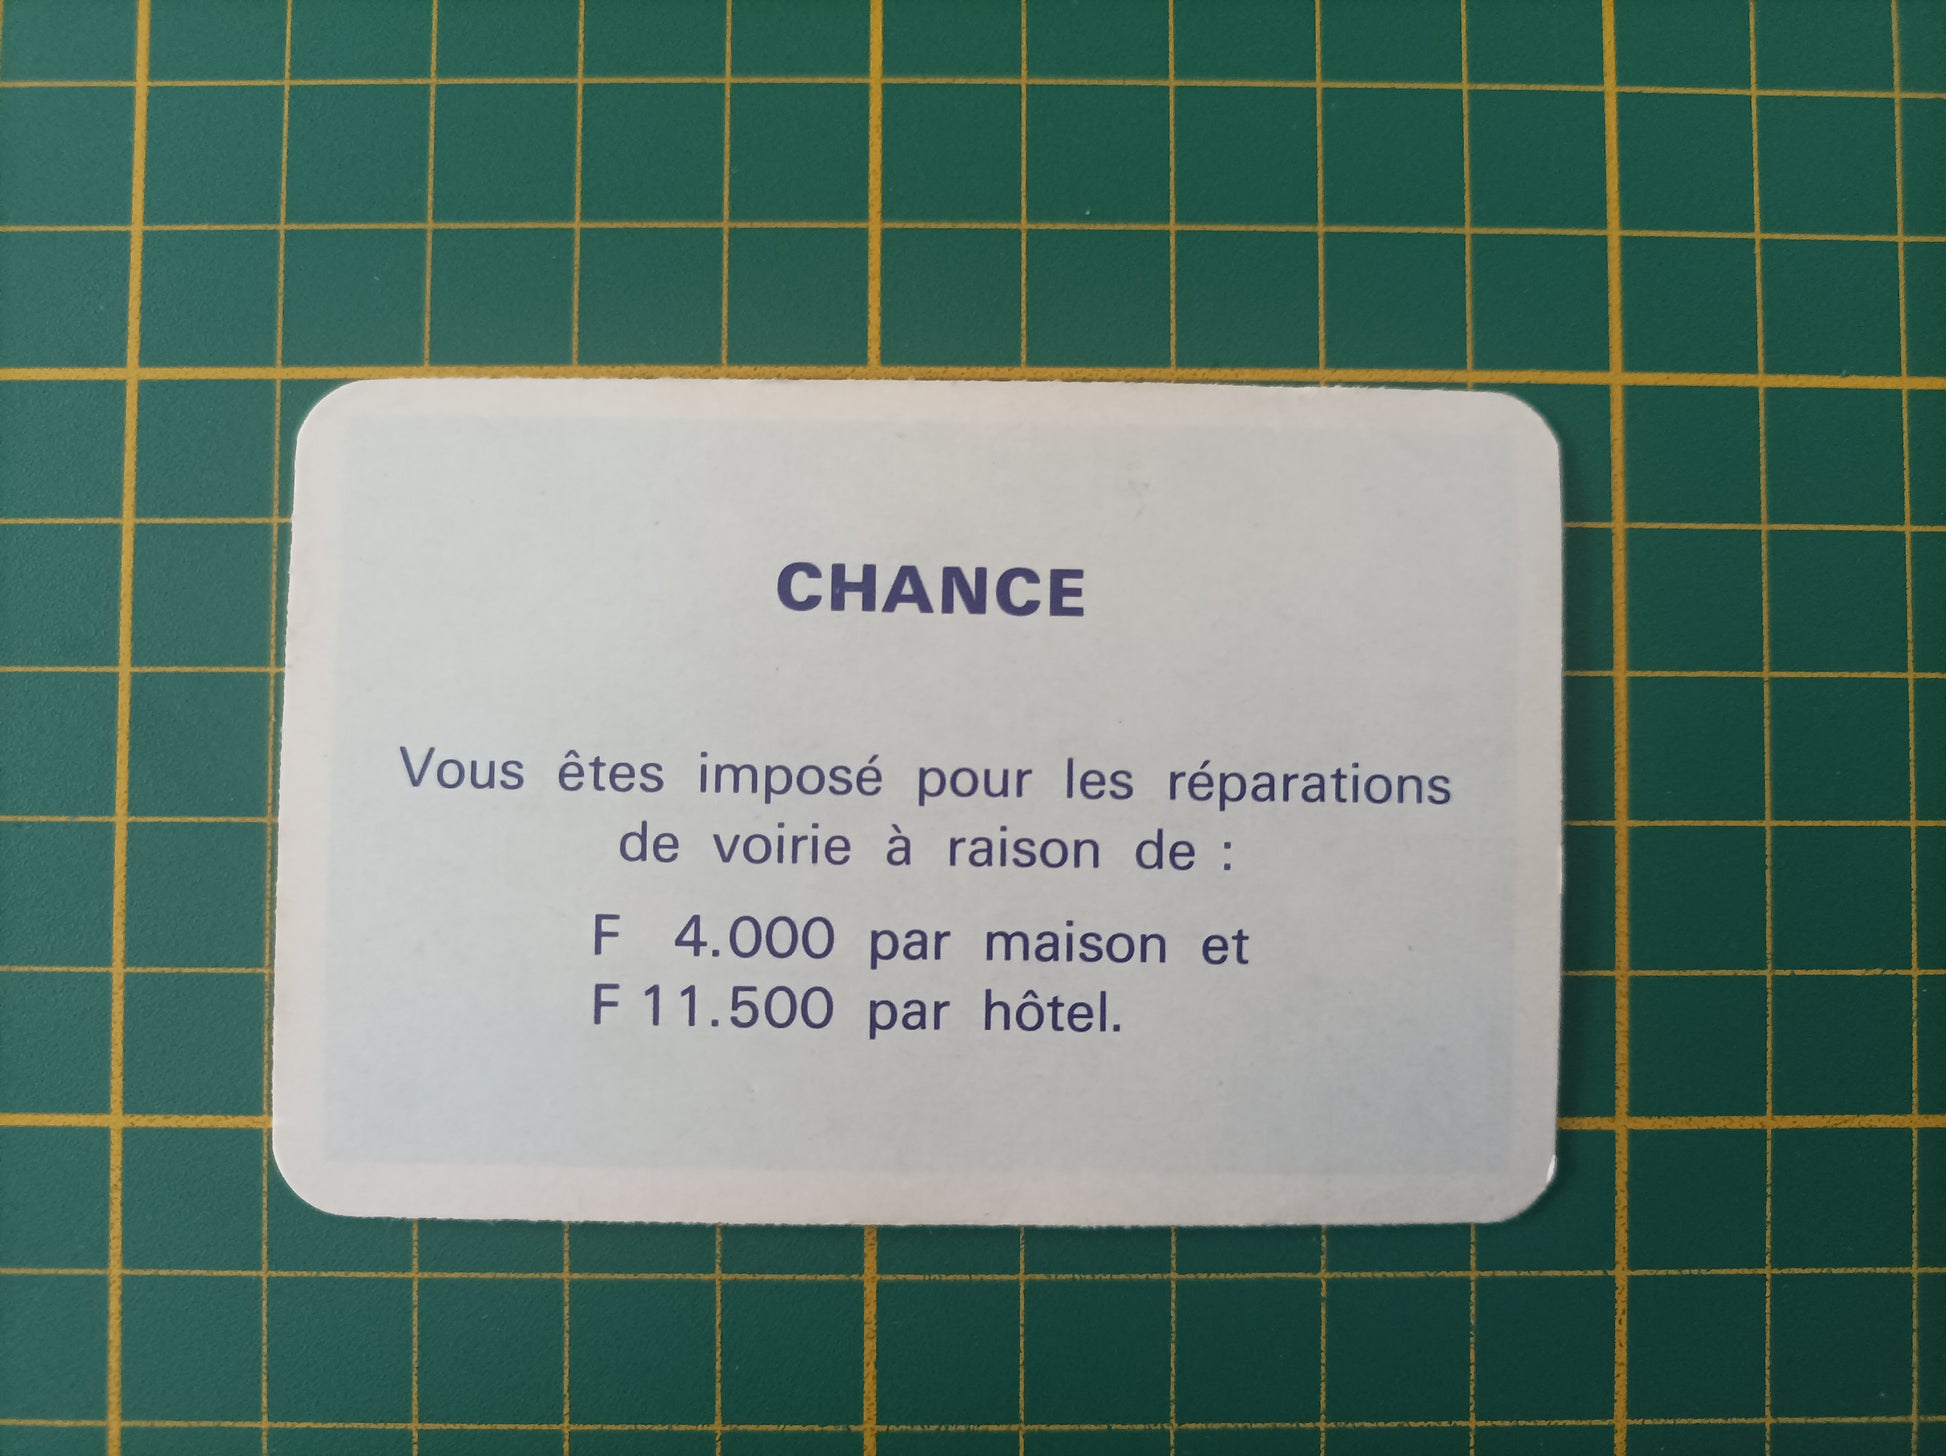 CHANCE
Vous êtes imposé pour les réparations
de voirie à raison de :
F 4.000 par maison et
F 11.500 par hôtel.